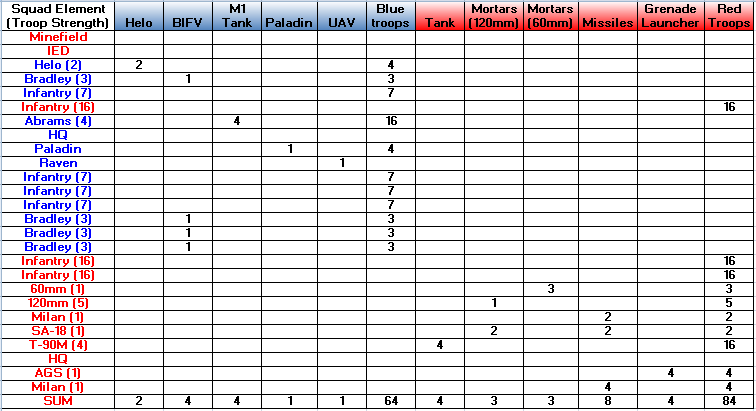 Squad Element (Troop Strength) Helo BIFV M1 Tank Paladin UAV Blue troops Tank Mortars (120mm) Mortars (60mm) Missiles Grenade Launcher Red Troops
Minefield
IED
Helo (2) 2 4
Bradley (3) 1 3
Infantry (7) 7
Infantry (16) 16
Abrams (4) 4 16
HQ
Paladin 1 4
Raven 1
Infantry (7) 7
Infantry (7) 7
Infantry (7) 7
Bradley (3) 1 3
Bradley (3) 1 3
Bradley (3) 1 3
Infantry (16) 16
Infantry (16) 16
60mm (1) 3 3
120mm (5) 1 5
Milan (1) 2 2
SA-18 (1) 2 2 2
T-90M (4) 4 16
HQ
AGS (1) 4 4
Milan (1) 4 4
SUM 2 4 4 1 1 64 4 3 3 8 4 84